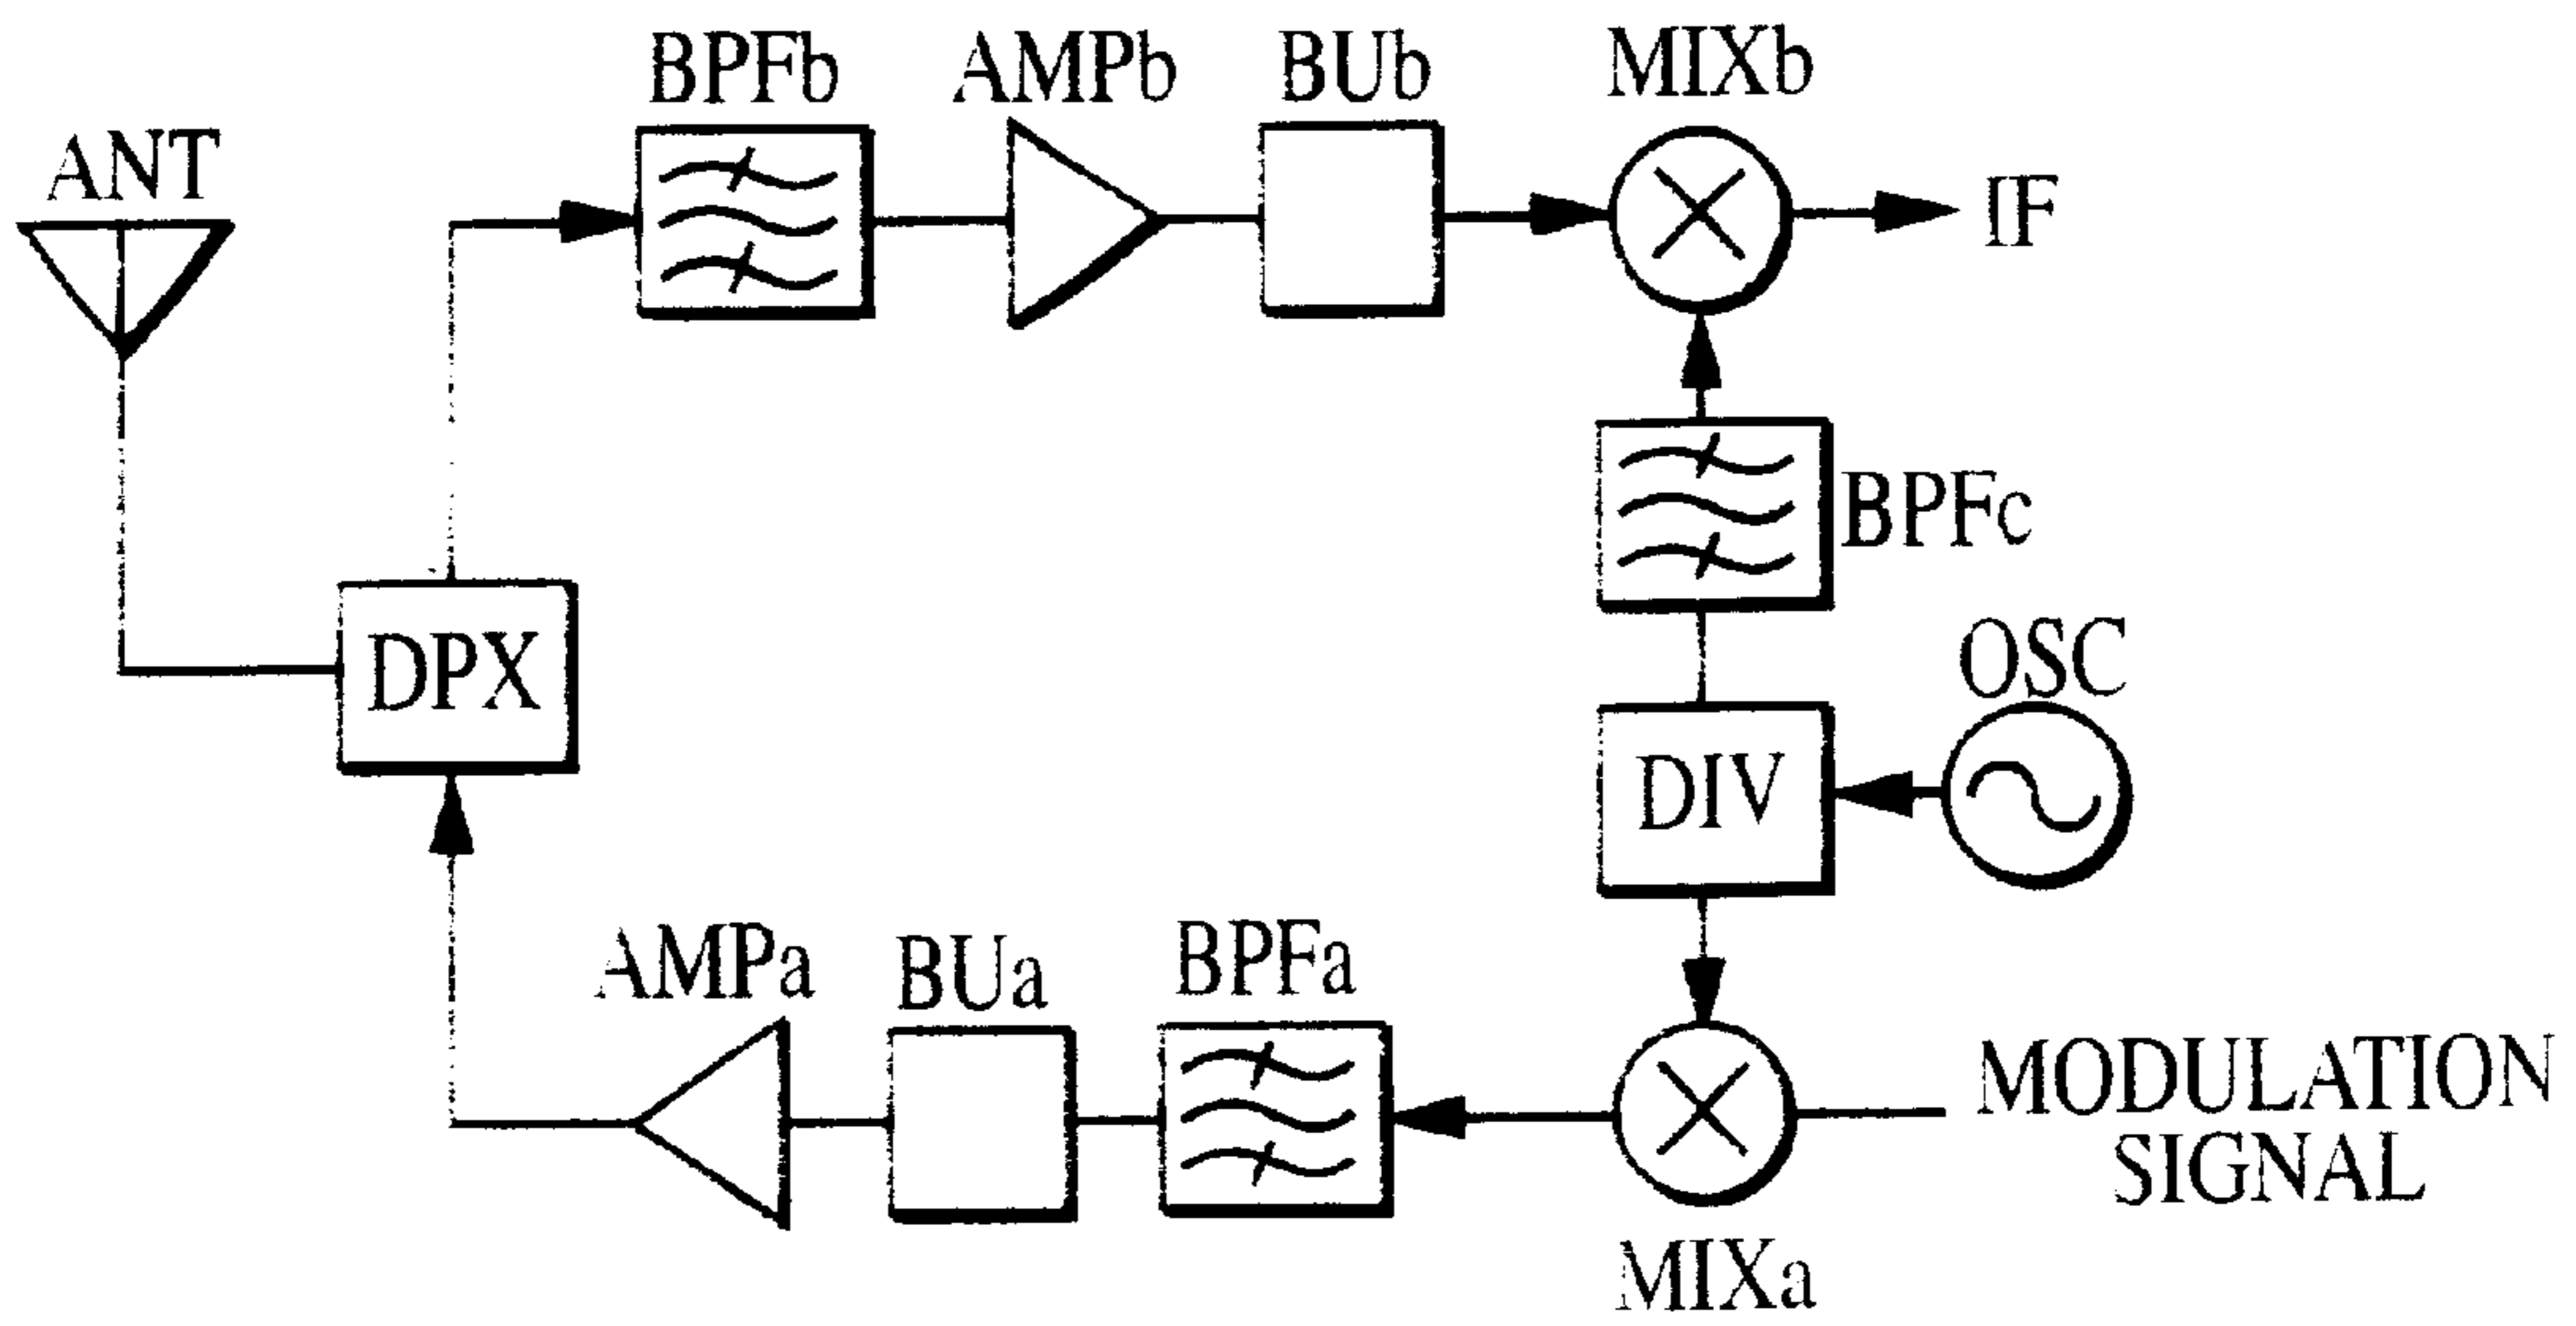 BPFb
AMPb
BUb
MIXb
ANT
IF
BPFc
OSC
DPX
DIV
AMPa
BUa
BPFa
MODULATION
SIGNAL
MIXa